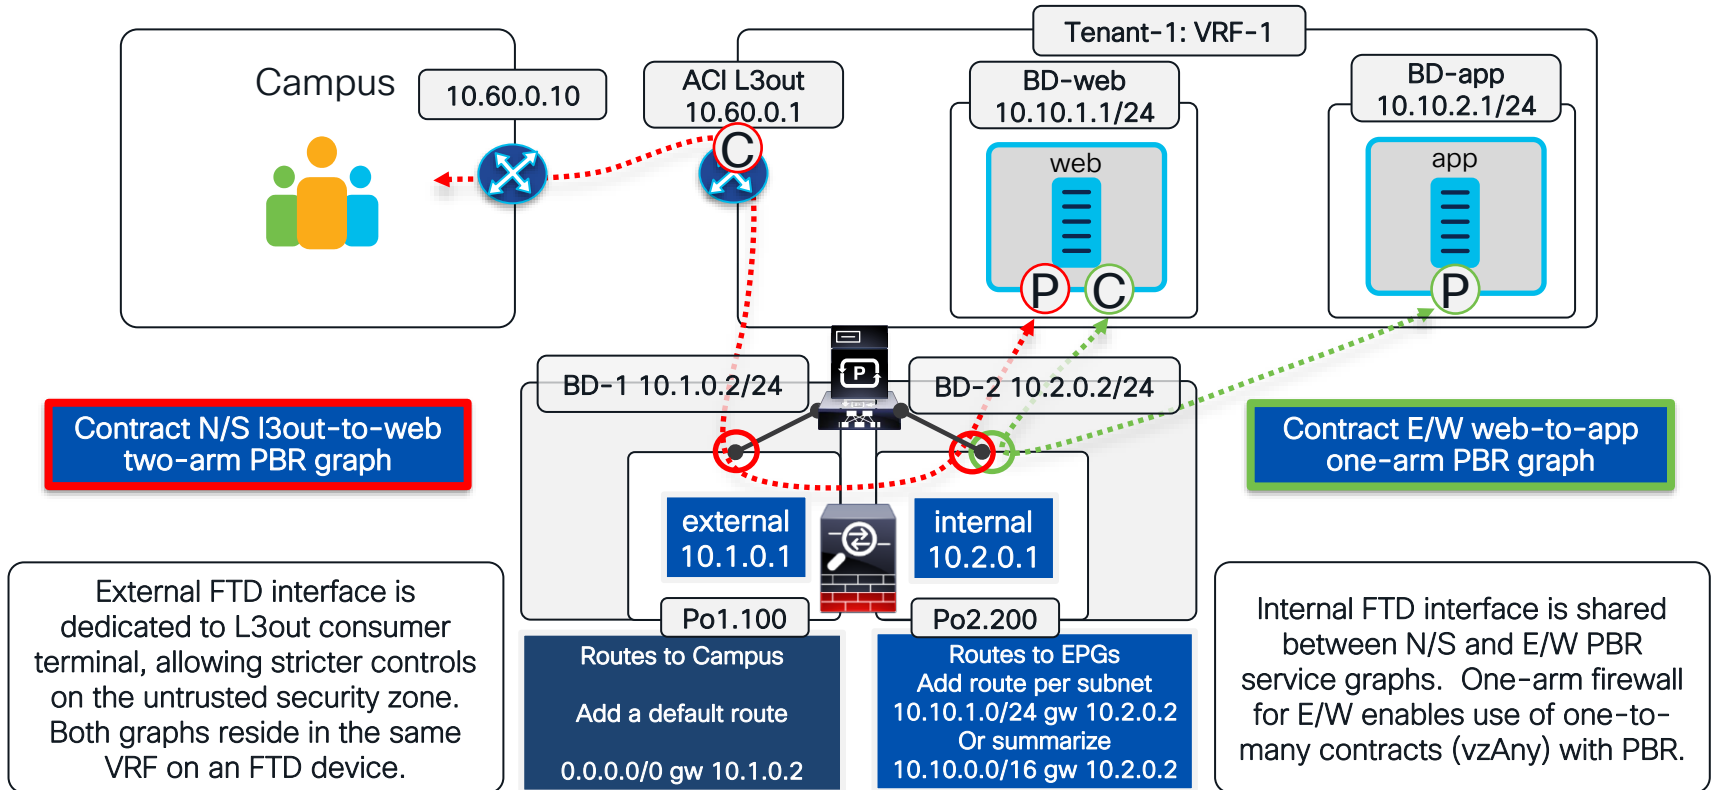 Tenant-1: VRF-1
Campus
10.60.0.10
ACI L3out
10.60.0.1
C
BD-web
10.10.1.1/24
web
P
C
BD-app
10.10.2.1/24
app
P
BD-1 10.1.0.2/24
P
BD-2 10.2.0.2/24
Contract N/S l3out-to-web
two-arm PBR graph
Contract E/W web-to-app
one-arm PBR graph
external
10.1.0.1
internal
10.2.0.1
Po1.100
Po2.200
External FTD interface is
dedicated to L3out consumer
terminal, allowing stricter controls
on the untrusted security zone.
Both graphs reside in the same
VRF on an FTD device.
Routes to Campus
Add a default route
0.0.0.0/0 gw 10.1.0.2
Routes to EPGs
Add route per subnet
10.10.1.0/24 gw 10.2.0.2
Or summarize
10.10.0.0/16 gw 10.2.0.2
Internal FTD interface is shared
between N/S and E/W PBR
service graphs. One-arm firewall
for E/W enables use of one-to-
many contracts (vzAny) with PBR.